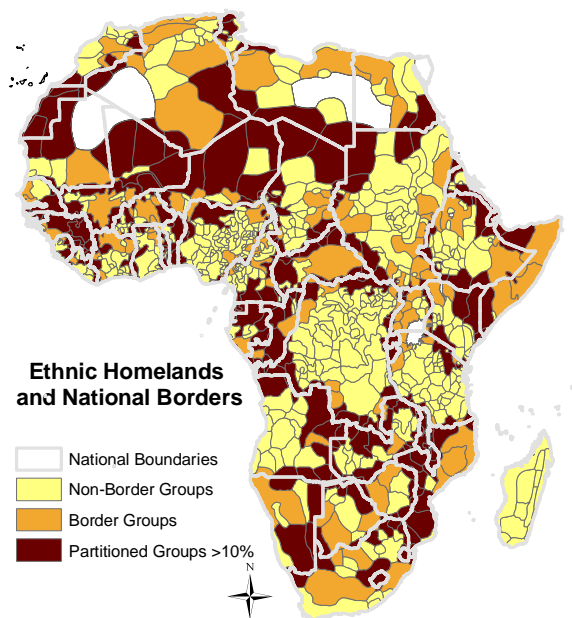 Ethnic Homelands
and National Borders
National Boundaries
Non-Border Groups
Border Groups
Partitioned Groups >10%
N